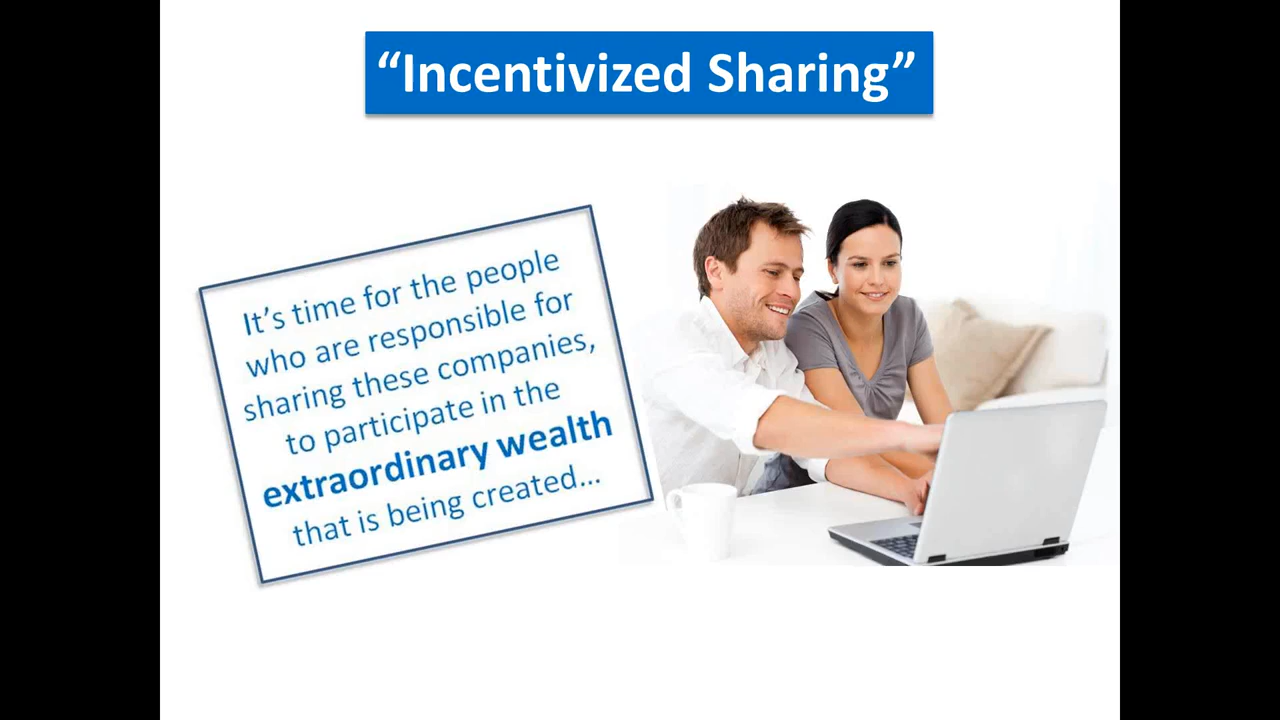 “Incentivized Sharing”
It’s time for the people
who are responsible for
sharing these companies,
to participate in the
extraordinary wealth
that is being created...